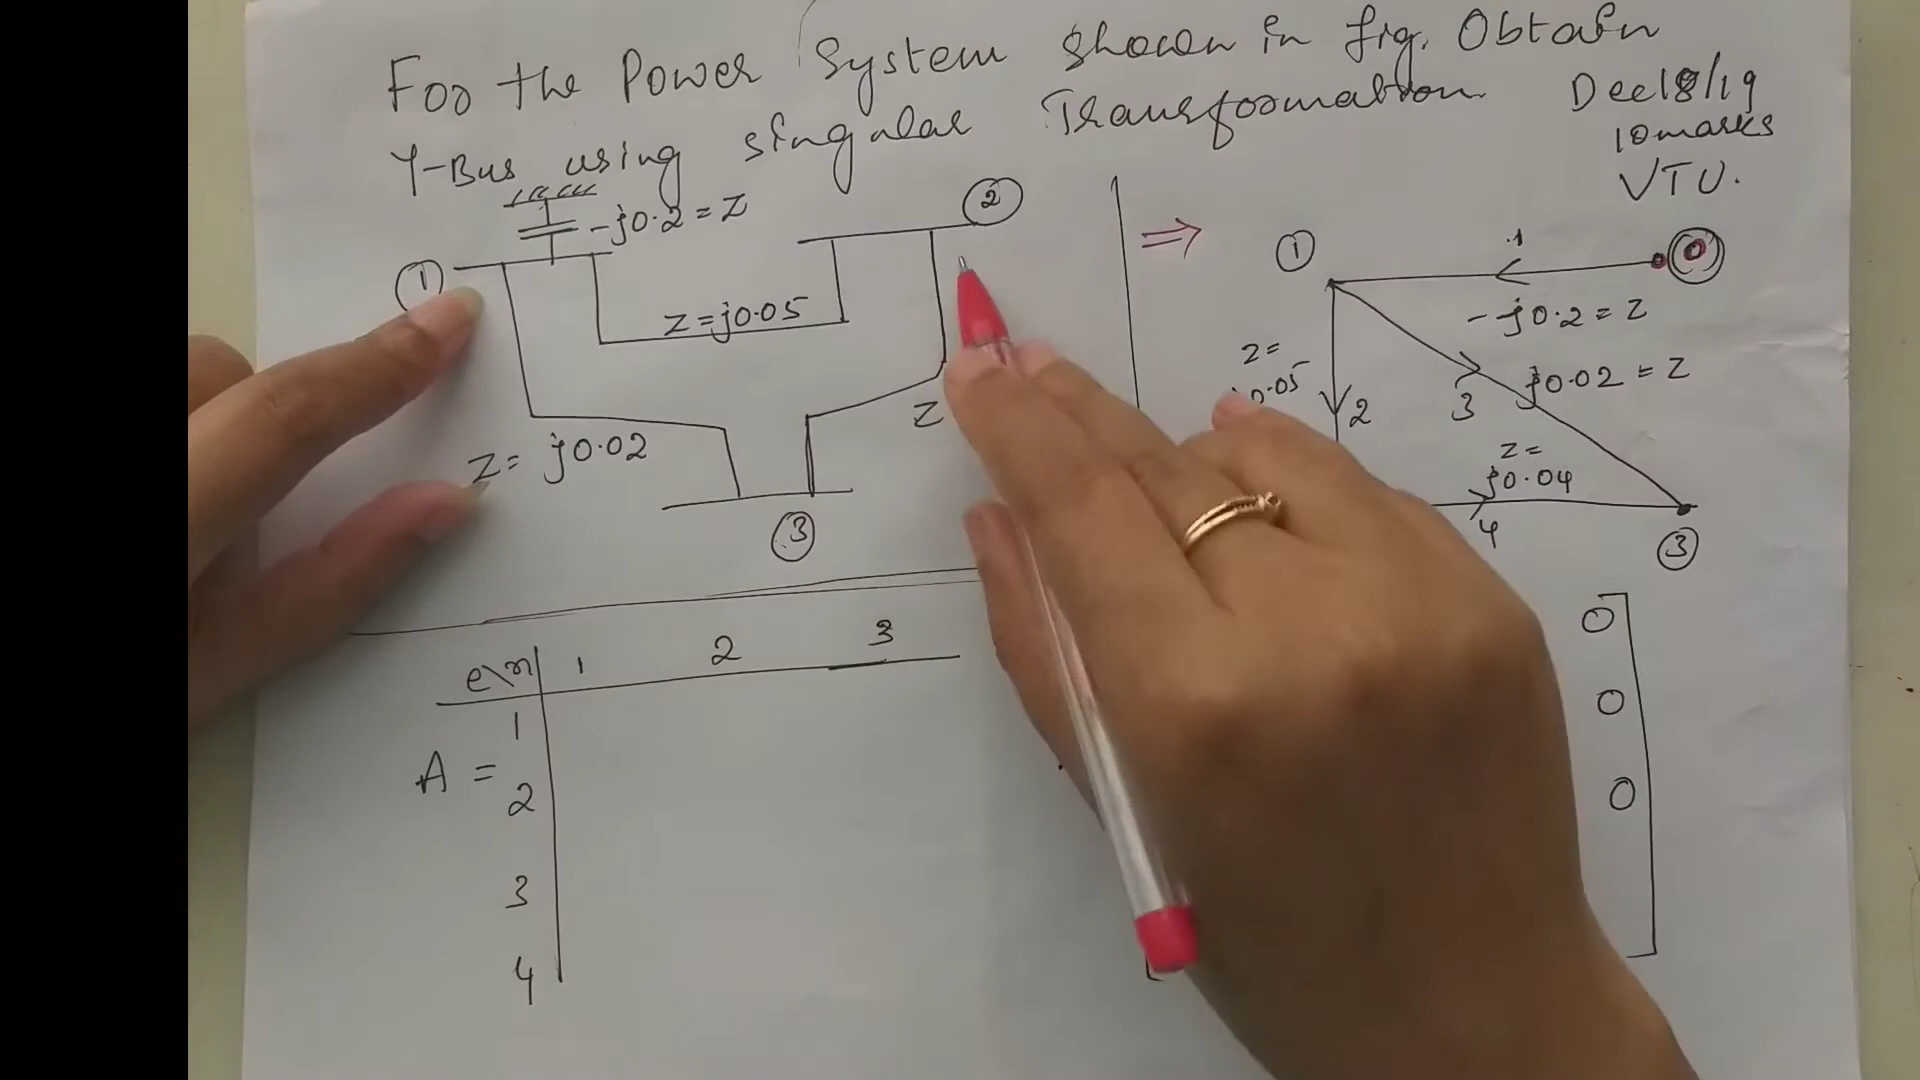 For the Power System shown in fig. Obtain
Y-Bus using singular Transformation
Dec18/19
10marks
VTU.
-j0.2 = Z
①
②
Z = j0.05
Z = j0.02
Z
③
⇒
①
1
0
-j0.2 = Z
Z =
j0.02 = Z
2
3
Z =
j0.04
4
③
e\n 1 2 3
1
A =
2
3
4
0
0
0